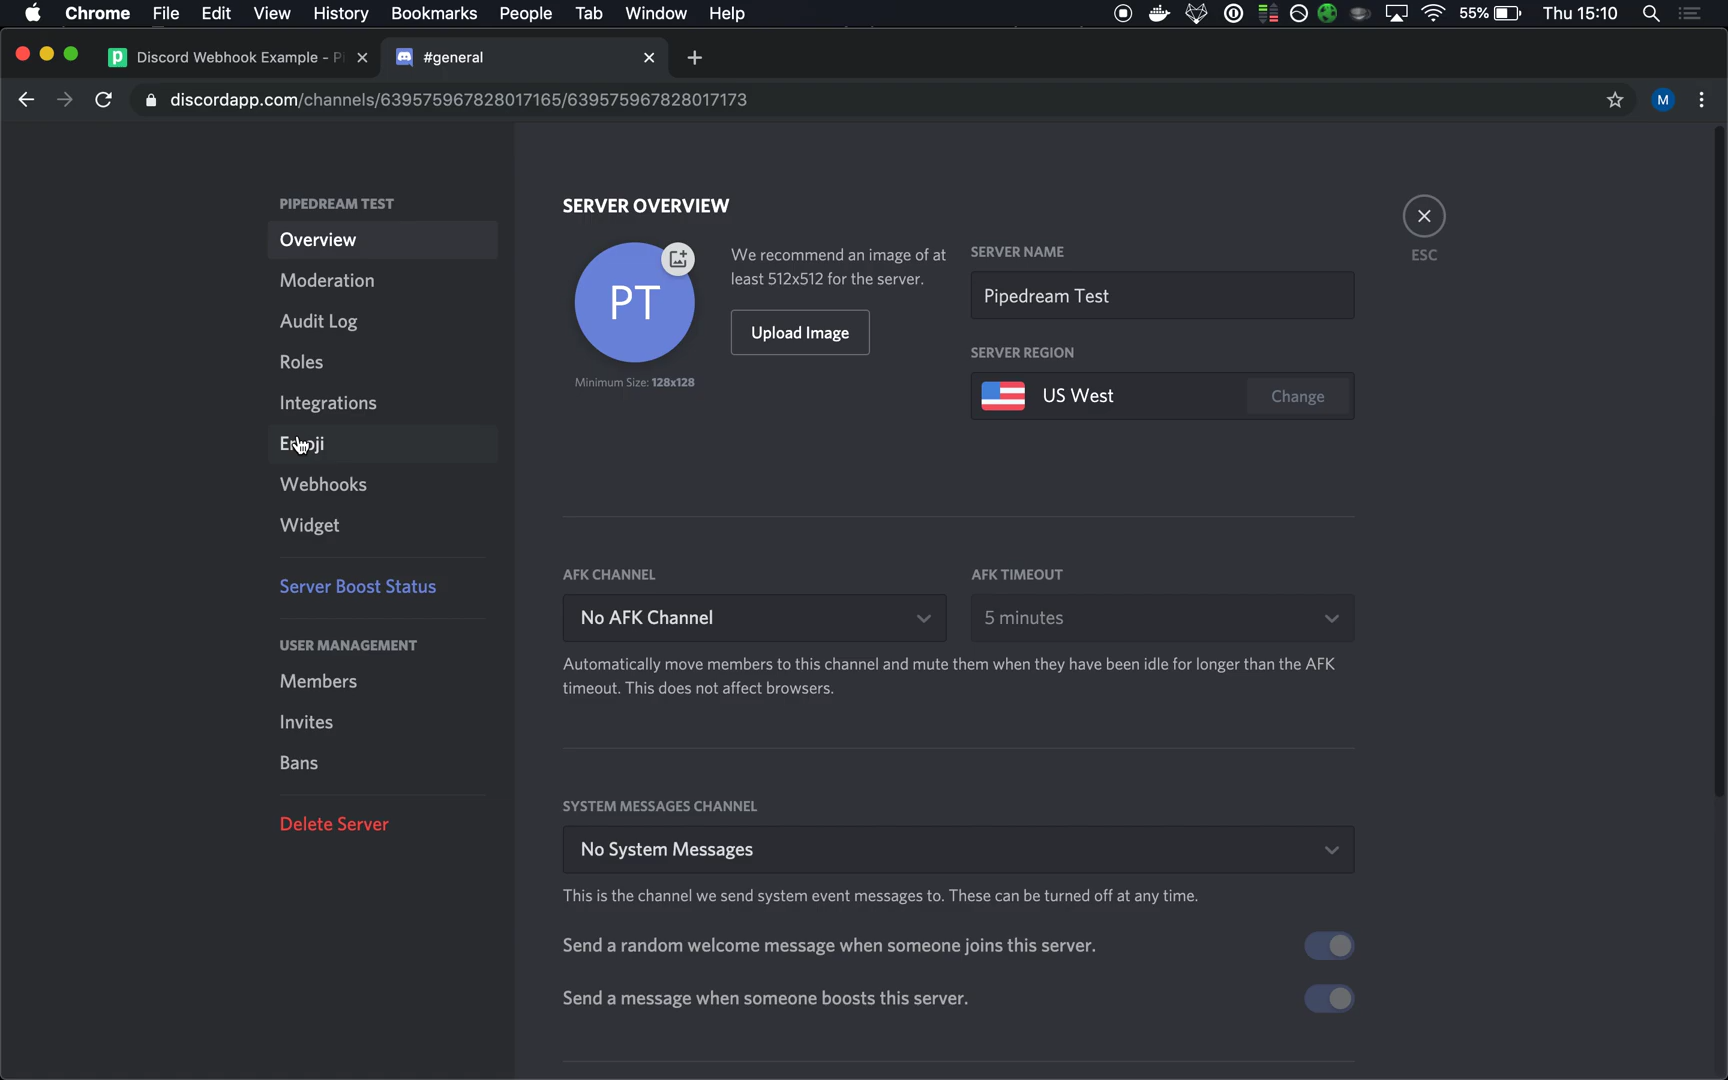 Chrome File Edit View History Bookmarks People Tab Window Help 55% Thu 15:10
Discord Webhook Example - #general
discordapp.com/channels/639575967828017165/639575967828017173 M
PIPEDREAM TEST
Overview
Moderation
Audit Log
Roles
Integrations
Emoji
Webhooks
Widget
Server Boost Status
USER MANAGEMENT
Members
Invites
Bans
Delete Server
SERVER OVERVIEW
PT
Minimum Size: 128x128
We recommend an image of at
least 512x512 for the server.
Upload Image
SERVER NAME
Pipedream Test
SERVER REGION
US West Change
ESC
AFK CHANNEL
No AFK Channel
AFK TIMEOUT
5 minutes
Automatically move members to this channel and mute them when they have been idle for longer than the AFK
timeout. This does not affect browsers.
SYSTEM MESSAGES CHANNEL
No System Messages
This is the channel we send system event messages to. These can be turned off at any time.
Send a random welcome message when someone joins this server.
Send a message when someone boosts this server.